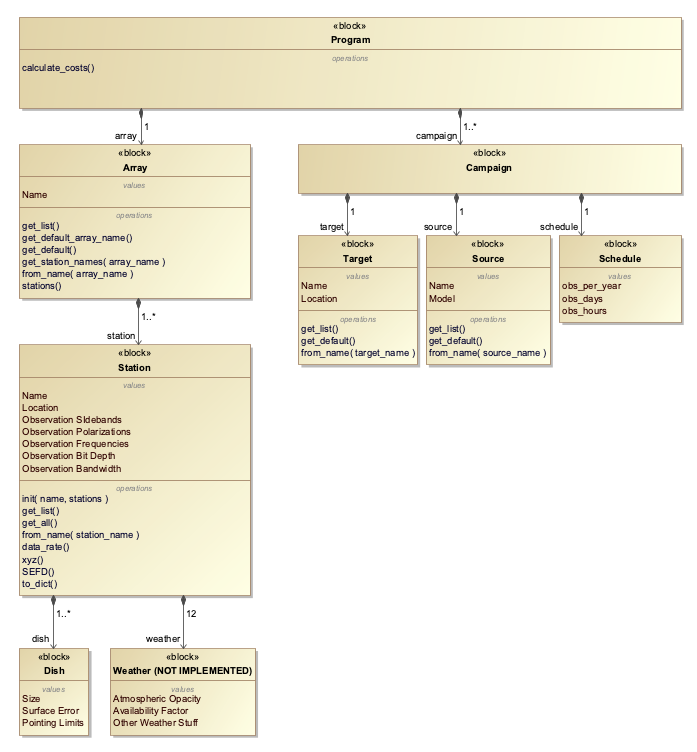 «block»
Program
operations
calculate_costs()
1
array
1..*
campaign
«block»
Array
values
Name
operations
get_list()
get_default_array_name()
get_default()
get_station_names( array_name )
from_name( array_name )
stations()
«block»
Campaign
1
target
1
source
1
schedule
«block»
Target
values
Name
Location
operations
get_list()
get_default()
from_name( target_name )
«block»
Source
values
Name
Model
operations
get_list()
get_default()
from_name( source_name )
«block»
Schedule
values
obs_per_year
obs_days
obs_hours
1..*
station
«block»
Station
values
Name
Location
Observation SIdebands
Observation Polarizations
Observation Frequencies
Observation Bit Depth
Observation Bandwidth
operations
init( name, stations )
get_list()
get_all()
from_name( station_name )
data_rate()
xyz()
SEFD()
to_dict()
1..*
dish
12
weather
«block»
Dish
values
Size
Surface Error
Pointing Limits
«block»
Weather (NOT IMPLEMENTED)
values
Atmospheric Opacity
Availability Factor
Other Weather Stuff